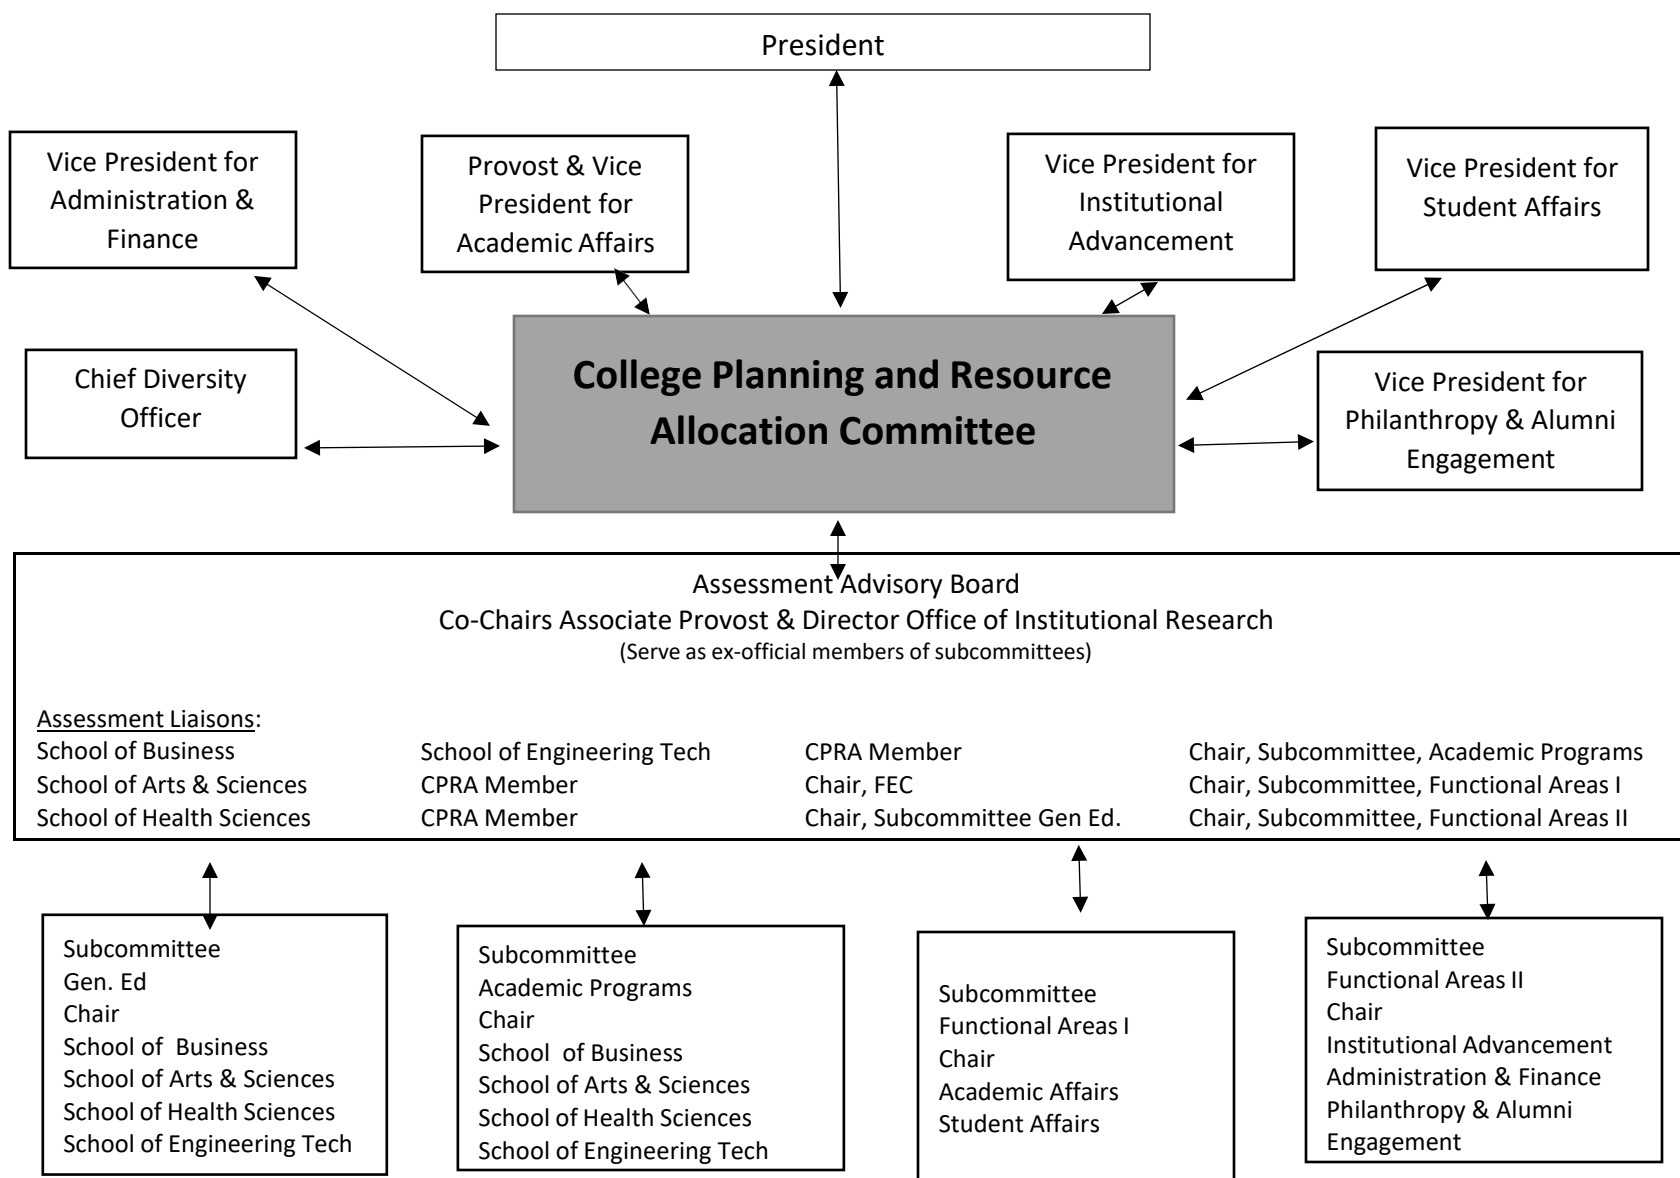 President
Vice President for
Administration &
Finance
Provost & Vice
President for
Academic Affairs
Vice President for
Institutional
Advancement
Vice President for
Student Affairs
Chief Diversity
Officer
College Planning and Resource
Allocation Committee
Vice President for
Philanthropy & Alumni
Engagement
Assessment Advisory Board
Co-Chairs Associate Provost & Director Office of Institutional Research
(Serve as ex-official members of subcommittees)
Assessment Liaisons:
School of Business
School of Arts & Sciences
School of Health Sciences
School of Engineering Tech
CPRA Member
CPRA Member
CPRA Member
Chair, FEC
Chair, Subcommittee Gen Ed.
Chair, Subcommittee, Academic Programs
Chair, Subcommittee, Functional Areas I
Chair, Subcommittee, Functional Areas II
Subcommittee
Gen. Ed
Chair
School of  Business
School of Arts & Sciences
School of Health Sciences
School of Engineering Tech
Subcommittee
Academic Programs
Chair
School  of Business
School of Arts & Sciences
School of Health Sciences
School of Engineering Tech
Subcommittee
Functional Areas I
Chair
Academic Affairs
Student Affairs
Subcommittee
Functional Areas II
Chair
Institutional Advancement
Administration & Finance
Philanthropy & Alumni
Engagement